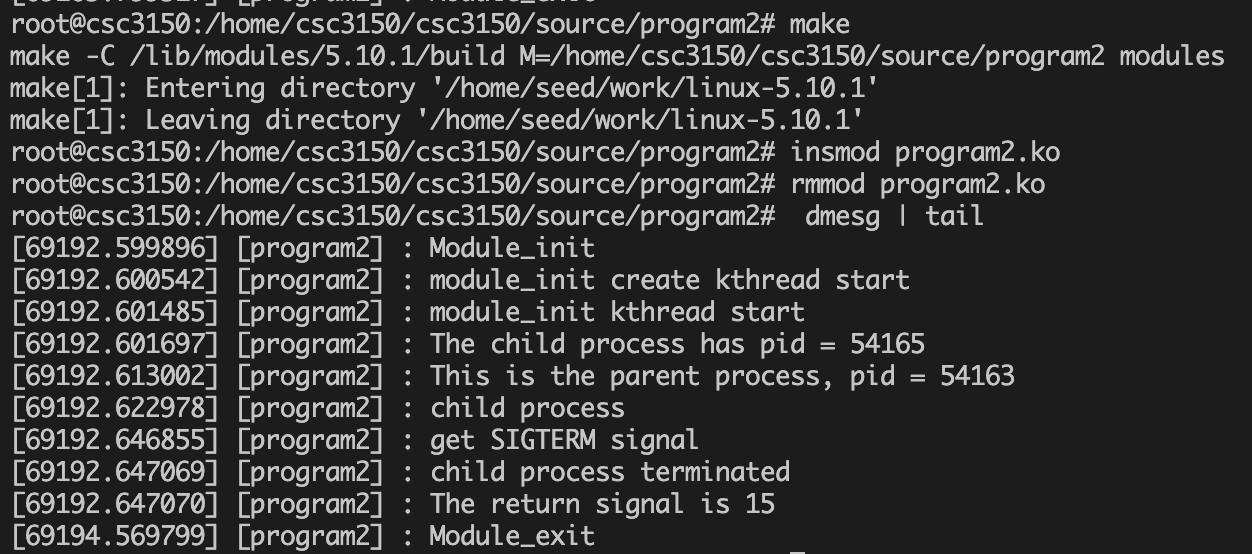 root@csc3150:/home/csc3150/csc3150/source/program2# make
make -C /lib/modules/5.10.1/build M=/home/csc3150/csc3150/source/program2 modules
make[1]: Entering directory '/home/seed/work/linux-5.10.1'
make[1]: Leaving directory '/home/seed/work/linux-5.10.1'
root@csc3150:/home/csc3150/csc3150/source/program2# insmod program2.ko
root@csc3150:/home/csc3150/csc3150/source/program2# rmmod program2.ko
root@csc3150:/home/csc3150/csc3150/source/program2#  dmesg | tail
[69192.599896] [program2] : Module_init
[69192.600542] [program2] : module_init create kthread start
[69192.601485] [program2] : module_init kthread start
[69192.601697] [program2] : The child process has pid = 54165
[69192.613002] [program2] : This is the parent process, pid = 54163
[69192.622978] [program2] : child process
[69192.646855] [program2] : get SIGTERM signal
[69192.647069] [program2] : child process terminated
[69192.647070] [program2] : The return signal is 15
[69194.569799] [program2] : Module_exit